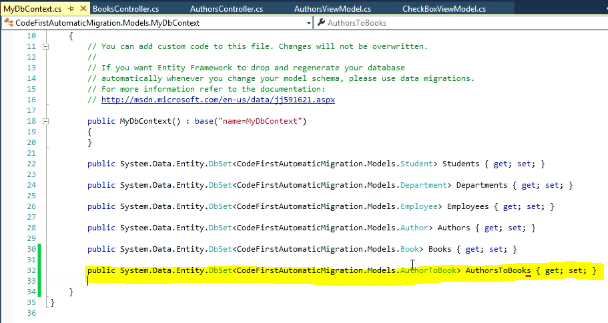 MyDbContext.cs BooksController.cs AuthorsController.cs AuthorsViewModel.cs CheckBoxViewModel.cs
CodeFirstAutomaticMigration.Models.MyDbContext AuthorsToBooks
10 {
11 // You can add custom code to this file. Changes will not be overwritten.
12 //
13 // If you want Entity Framework to drop and regenerate your database
14 // automatically whenever you change your model schema, please use data migrations.
15 // For more information refer to the documentation:
16 // http://msdn.microsoft.com/en-us/data/jj591621.aspx
17
18 public MyDbContext() : base("name=MyDbContext")
19 {
20 }
21
22 public System.Data.Entity.DbSet<CodeFirstAutomaticMigration.Models.Student> Students { get; set; }
23
24 public System.Data.Entity.DbSet<CodeFirstAutomaticMigration.Models.Department> Departments { get; set; }
25
26 public System.Data.Entity.DbSet<CodeFirstAutomaticMigration.Models.Employee> Employees { get; set; }
27
28 public System.Data.Entity.DbSet<CodeFirstAutomaticMigration.Models.Author> Authors { get; set; }
29
30 public System.Data.Entity.DbSet<CodeFirstAutomaticMigration.Models.Book> Books { get; set; }
31
32 public System.Data.Entity.DbSet<CodeFirstAutomaticMigration.Models.AuthorToBook> AuthorsToBooks { get; set; }
33
34 }
35 }
36